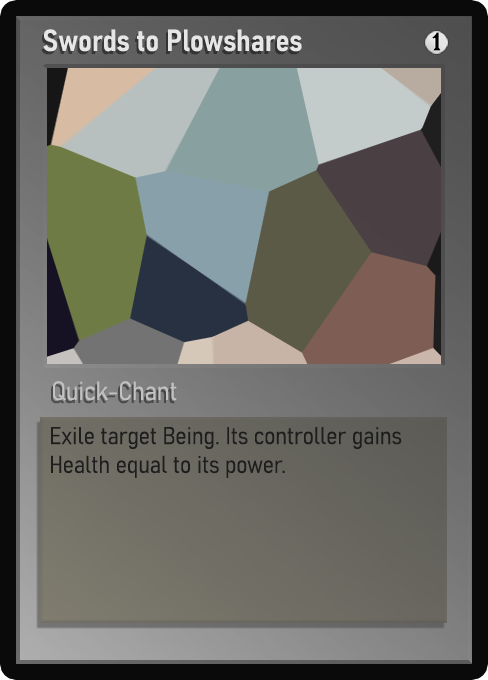 Swords to Plowshares 1
Quick-Chant
Exile target Being. Its controller gains
Health equal to its power.